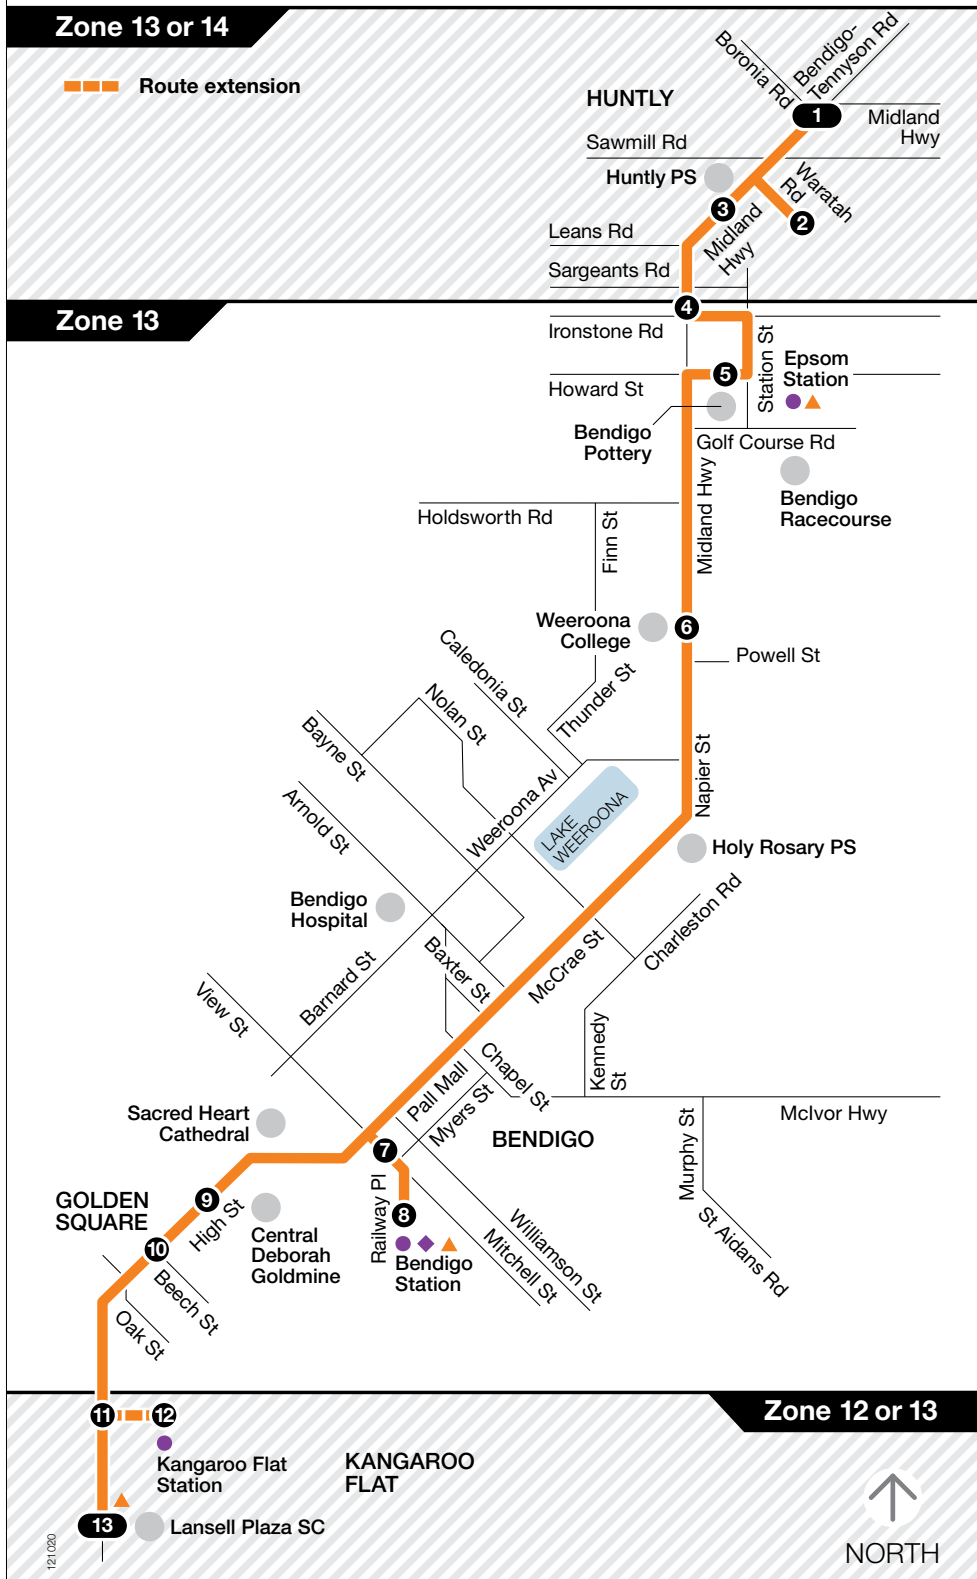 Zone 13 or 14
Route extension
Boronia Rd
Bendigo-
Tennyson Rd
HUNTLY
1
Midland
Hwy
Sawmill Rd
Huntly PS
Waratah
Rd
3
2
Midland
Hwy
Leans Rd
Sargeants Rd
4
Zone 13
Ironstone Rd
Station St
Epsom
Station
5
Howard St
Bendigo
Pottery
Golf Course Rd
Midland Hwy
Bendigo
Racecourse
Holdsworth Rd
Finn St
Weeroona
College
6
Powell St
Caledonia St
Thunder St
Nolan St
Bayne St
Napier St
Weeroona Av
LAKE
WEEROONA
Arnold St
Holy Rosary PS
Bendigo
Hospital
Charleston Rd
Baxter St
McCrae St
Barnard St
View St
Kennedy
St
Chapel St
Pall Mall
Myers St
McIvor Hwy
Sacred Heart
Cathedral
BENDIGO
Murphy St
7
Railway Pl
GOLDEN
SQUARE
9
High St
8
Central
Deborah
Goldmine
Bendigo
Station
Williamson St
Mitchell St
St Aidans Rd
10
Beech St
Oak St
Zone 12 or 13
11
12
Kangaroo Flat
Station
KANGAROO
FLAT
13
Lansell Plaza SC
121020
NORTH